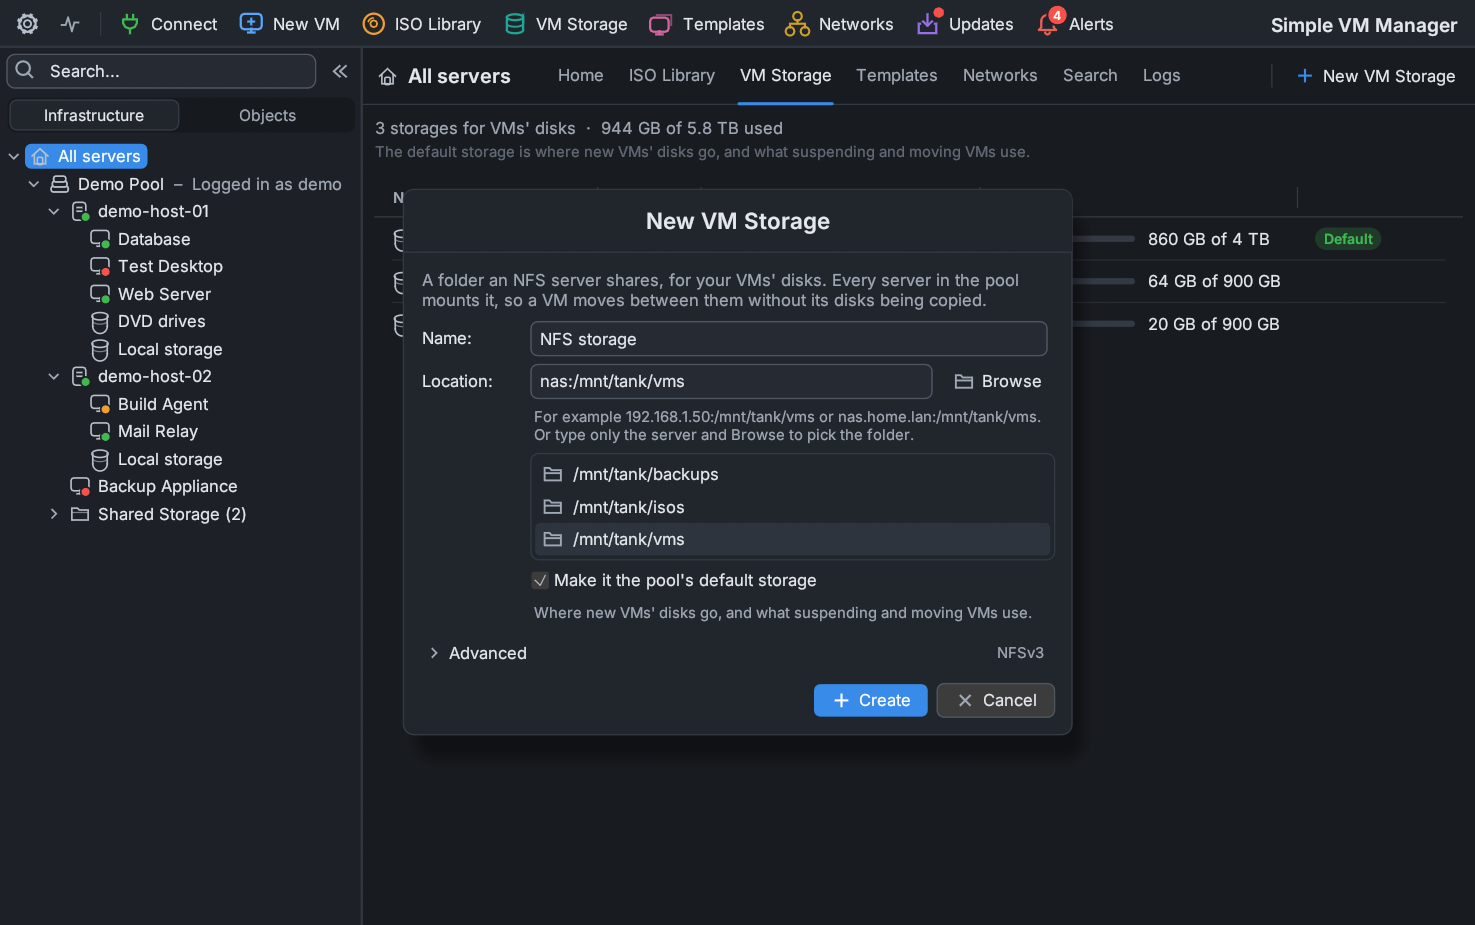 Connect
New VM
ISO Library
VM Storage
Templates
Networks
Updates
4
Alerts
Simple VM Manager
Search...
All servers
Home
ISO Library
VM Storage
Templates
Networks
Search
Logs
New VM Storage
Infrastructure
Objects
3 storages for VMs' disks · 944 GB of 5.8 TB used
The default storage is where new VMs' disks go, and what suspending and moving VMs use.
All servers
Demo Pool – Logged in as demo
demo-host-01
Database
Test Desktop
Web Server
DVD drives
Local storage
demo-host-02
Build Agent
Mail Relay
Local storage
Backup Appliance
Shared Storage (2)
860 GB of 4 TB
Default
64 GB of 900 GB
20 GB of 900 GB
New VM Storage
A folder an NFS server shares, for your VMs' disks. Every server in the pool
mounts it, so a VM moves between them without its disks being copied.
Name:
NFS storage
Location:
nas:/mnt/tank/vms
Browse
For example 192.168.1.50:/mnt/tank/vms or nas.home.lan:/mnt/tank/vms.
Or type only the server and Browse to pick the folder.
/mnt/tank/backups
/mnt/tank/isos
/mnt/tank/vms
Make it the pool's default storage
Where new VMs' disks go, and what suspending and moving VMs use.
Advanced
NFSv3
Create
Cancel